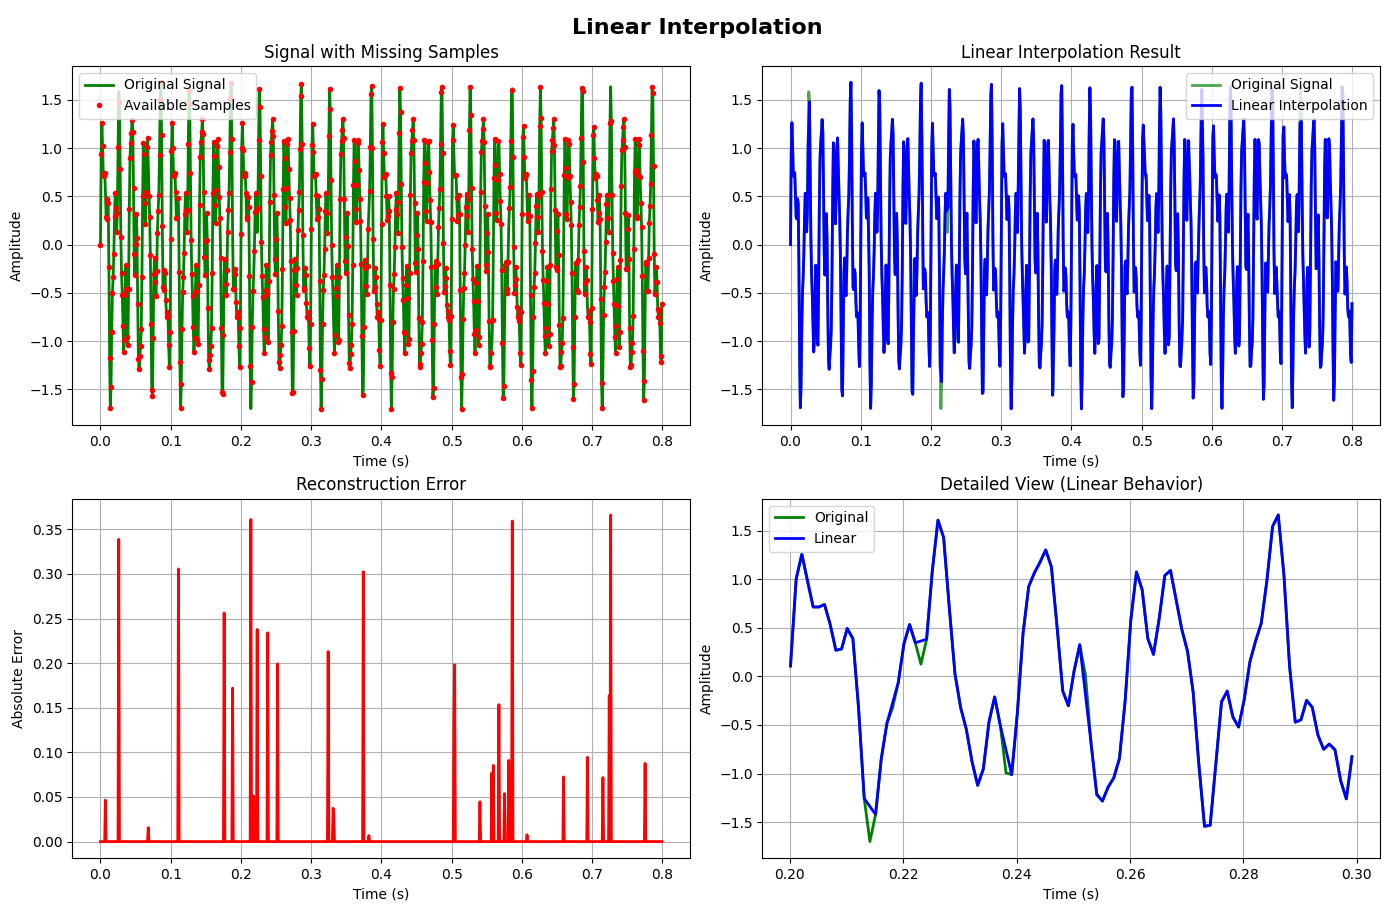 Linear Interpolation
Signal with Missing Samples
Original Signal
Available Samples
Amplitude
1.5
1.0
0.5
0.0
−0.5
−1.0
−1.5
0.0 0.1 0.2 0.3 0.4 0.5 0.6 0.7 0.8
Time (s)
Linear Interpolation Result
Original Signal
Linear Interpolation
Amplitude
1.5
1.0
0.5
0.0
−0.5
−1.0
−1.5
0.0 0.1 0.2 0.3 0.4 0.5 0.6 0.7 0.8
Time (s)
Reconstruction Error
Absolute Error
0.35
0.30
0.25
0.20
0.15
0.10
0.05
0.00
0.0 0.1 0.2 0.3 0.4 0.5 0.6 0.7 0.8
Time (s)
Detailed View (Linear Behavior)
Original
Linear
Amplitude
1.5
1.0
0.5
0.0
−0.5
−1.0
−1.5
0.20 0.22 0.24 0.26 0.28 0.30
Time (s)